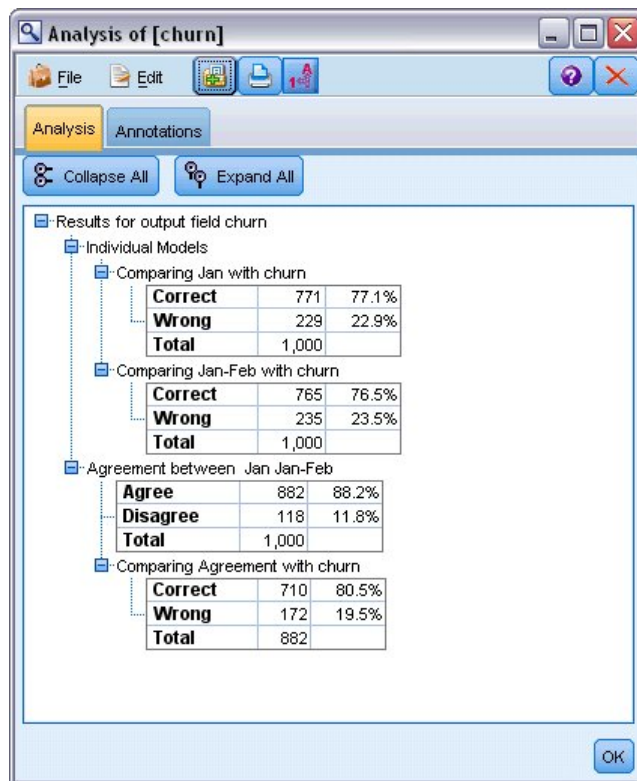 Analysis of [churn]
File Edit
Analysis Annotations
Collapse All Expand All
Results for output field churn
Individual Models
Comparing Jan with churn
Correct 771 77.1%
Wrong 229 22.9%
Total 1,000
Comparing Jan-Feb with churn
Correct 765 76.5%
Wrong 235 23.5%
Total 1,000
Agreement between Jan Jan-Feb
Agree 882 88.2%
Disagree 118 11.8%
Total 1,000
Comparing Agreement with churn
Correct 710 80.5%
Wrong 172 19.5%
Total 882
OK